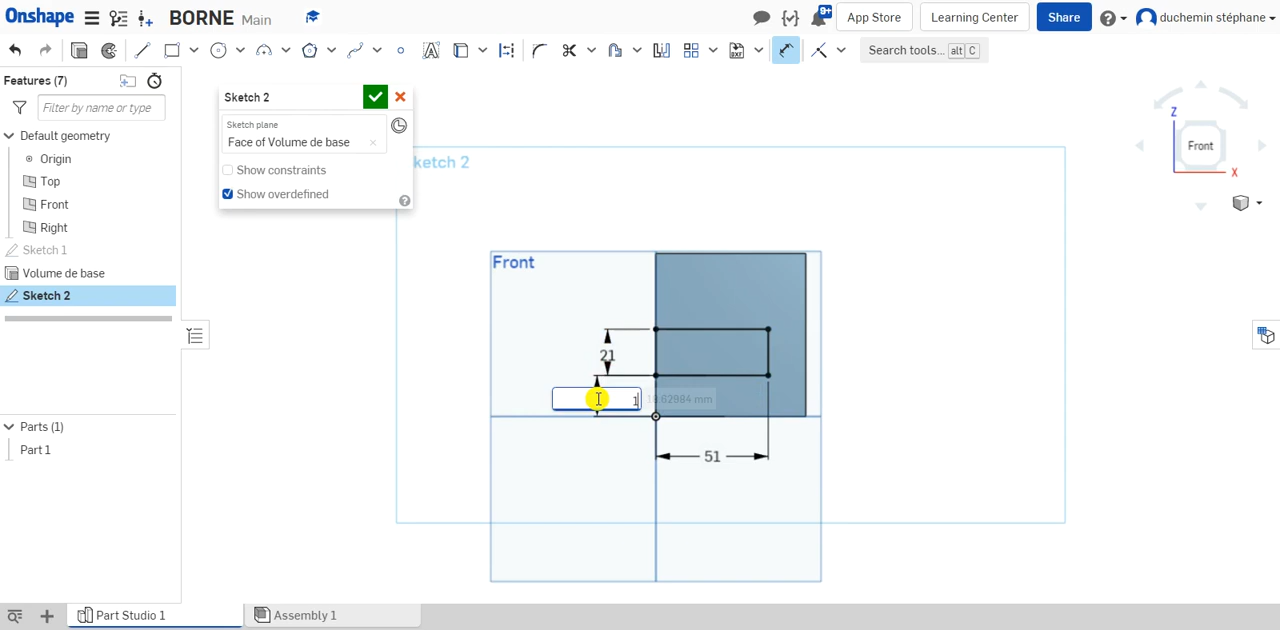 Onshape BORNE Main 9+ App Store Learning Center Share duchemin stéphane
Search tools... alt C
Features (7)
Filter by name or type
Default geometry
Origin
Top
Front
Right
Sketch 1
Volume de base
Sketch 2
Parts (1)
Part 1
Sketch 2
Sketch plane
Face of Volume de base
Show constraints
Show overdefined
ketch 2
Front
21
1
18.62984 mm
51
Z
Front
X
Part Studio 1
Assembly 1